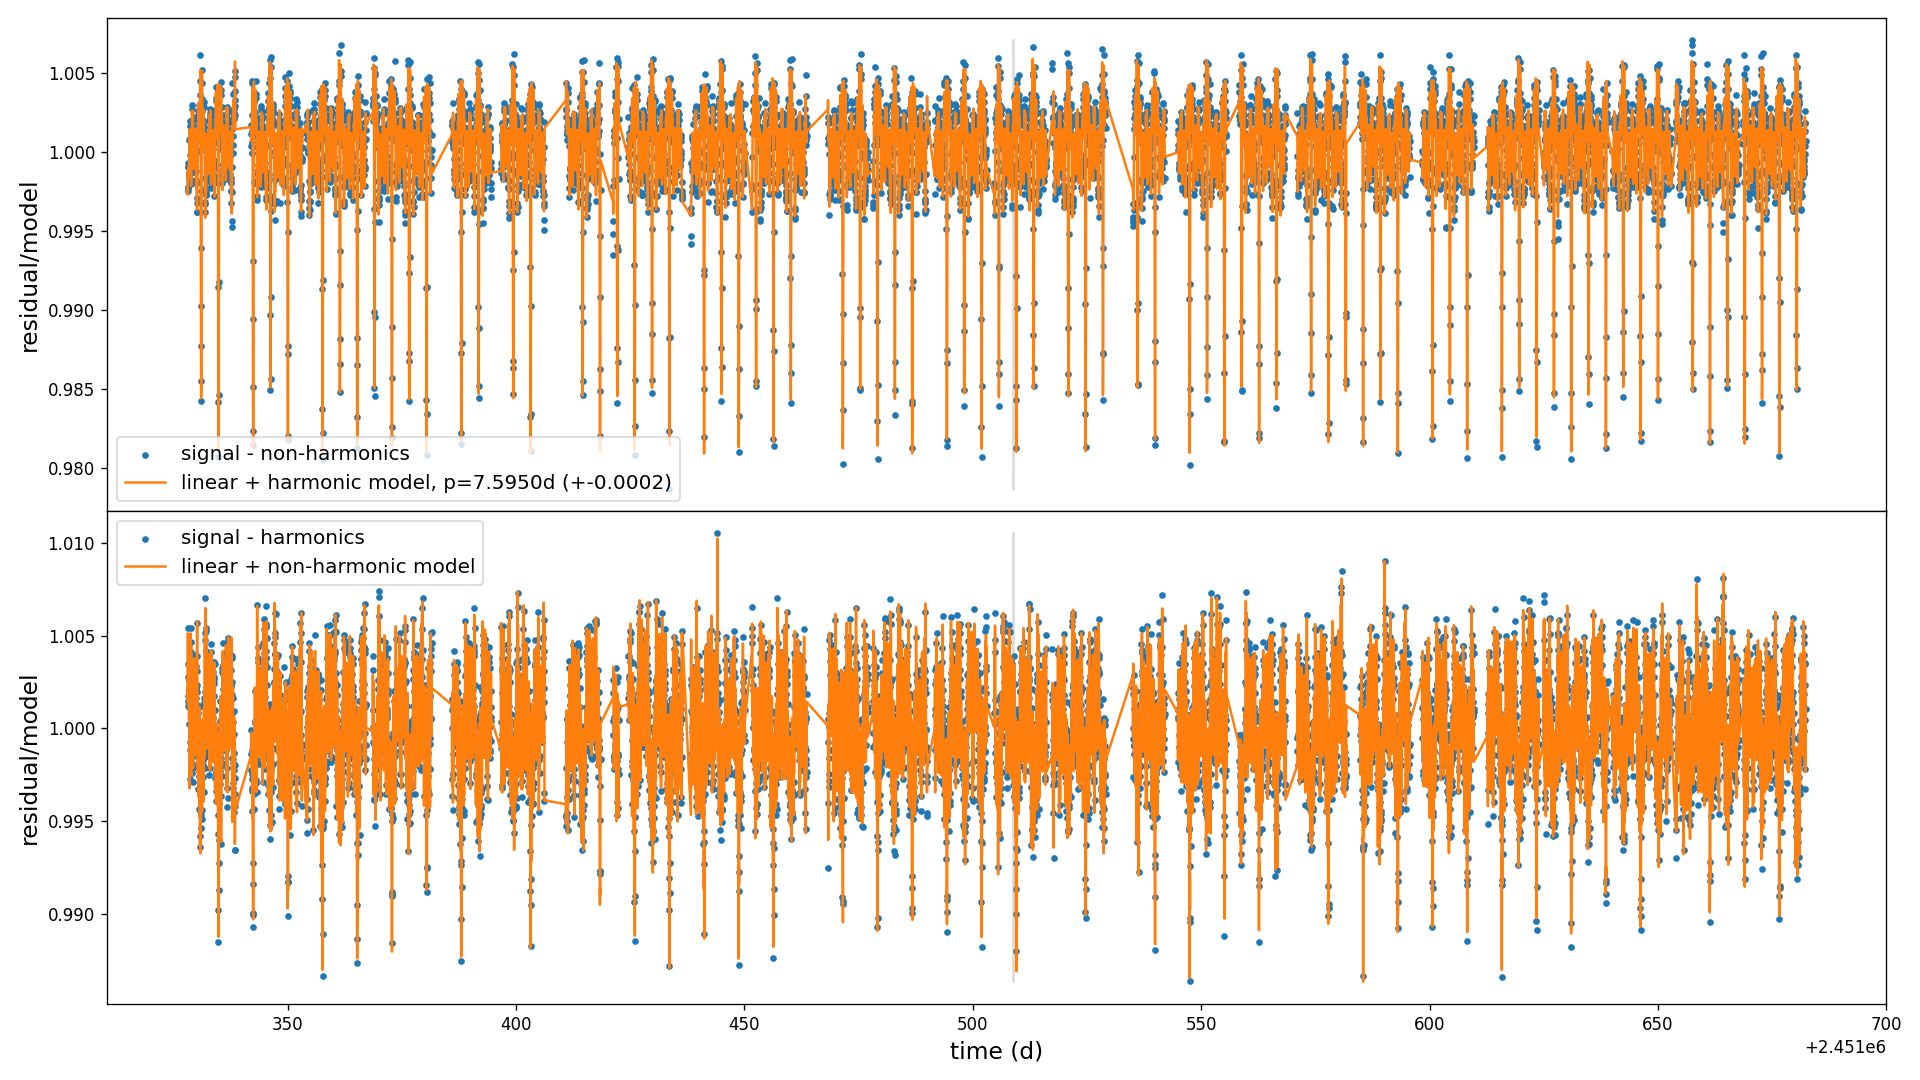 residual/model
1.005
1.000
0.995
0.990
0.985
0.980
signal - non-harmonics
linear + harmonic model, p=7.5950d (+-0.0002)
residual/model
1.010
1.005
1.000
0.995
0.990
signal - harmonics
linear + non-harmonic model
350 400 450 500 550 600 650 700
time (d)
+2.451e6